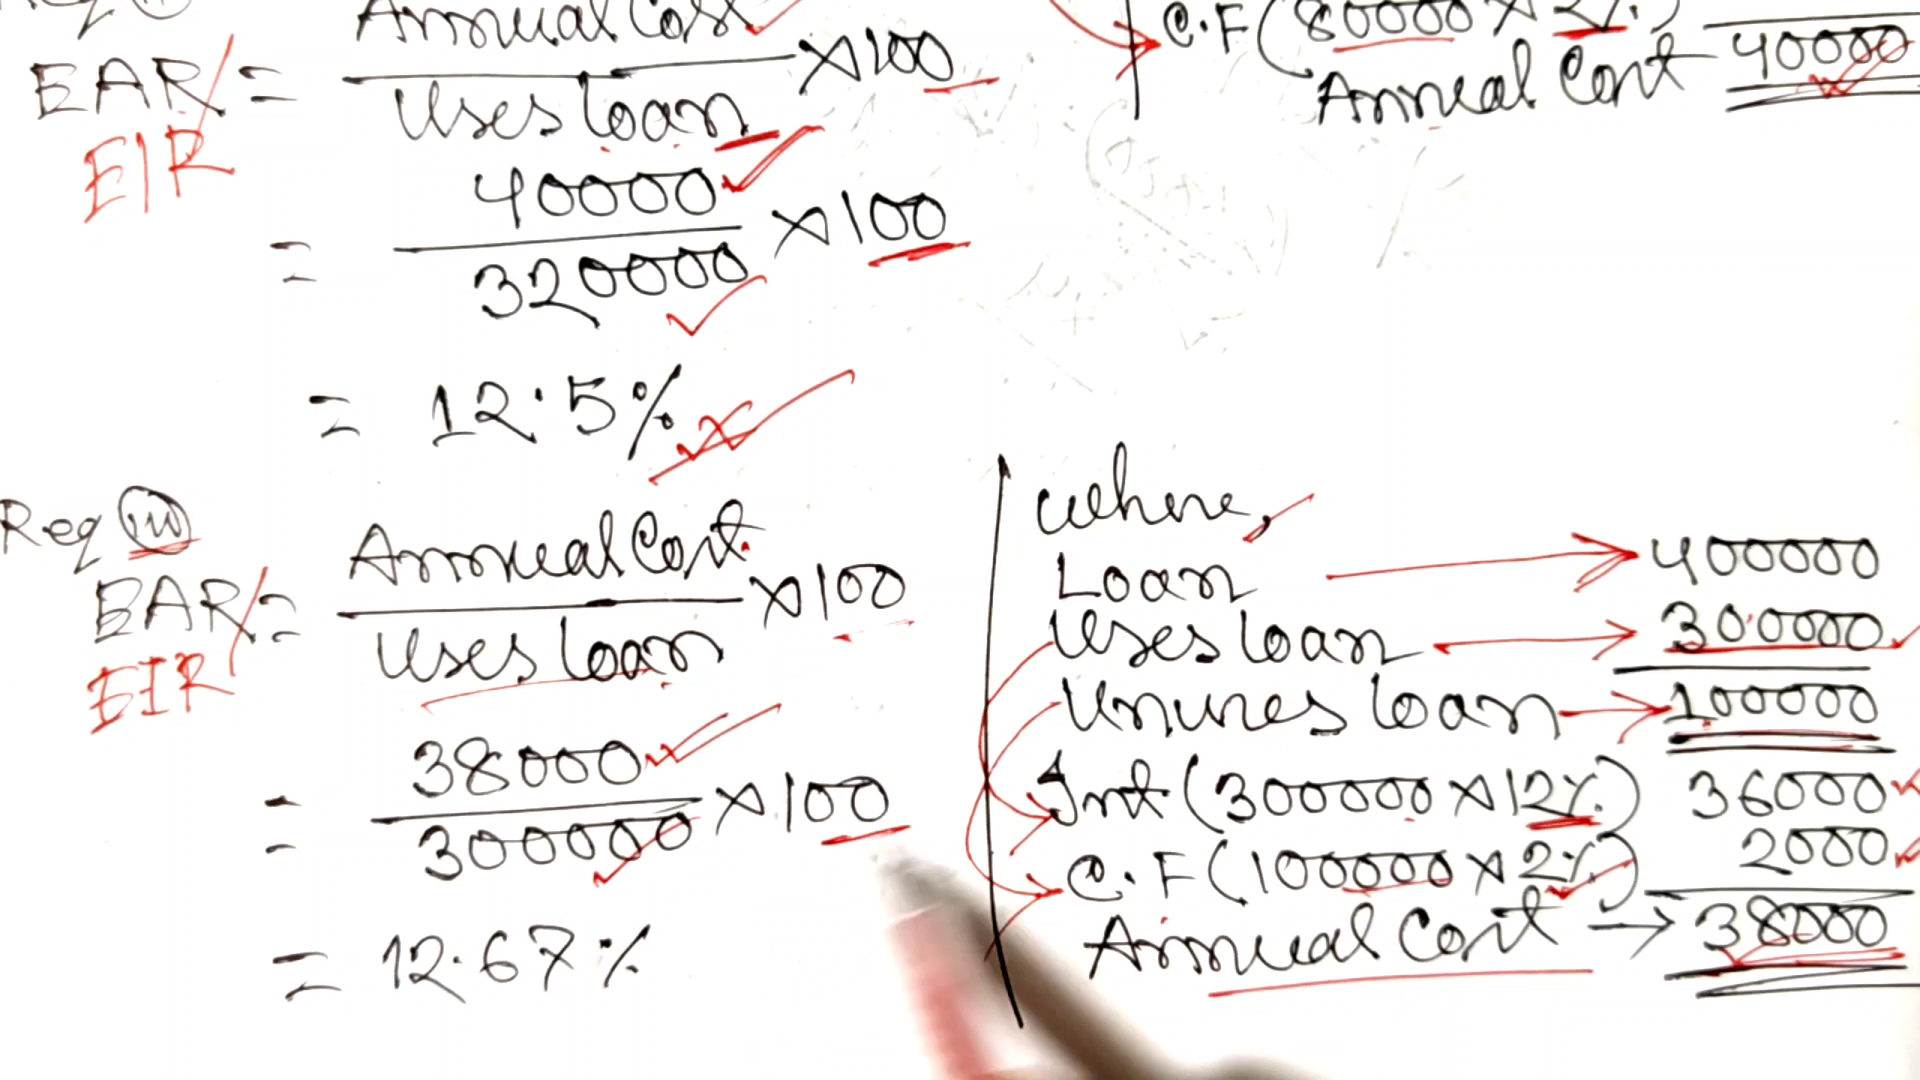 Annual Cost
EAR = ――― ×100
Uses loan
EIR
= 40000 / 320000 ×100
= 12.5%
C.F (80000 × 2%)
Annual Cost 40000
Req (iii)
EAR = Annual Cost / Uses loan ×100
EIR
= 38000 / 300000 ×100
= 12.67%
Where,
Loan → 400000
Uses loan → 300000
Ununes loan → 100000
Int (300000 × 12%) 36000
C.F (100000 × 2%) 2000
Annual Cost → 38000